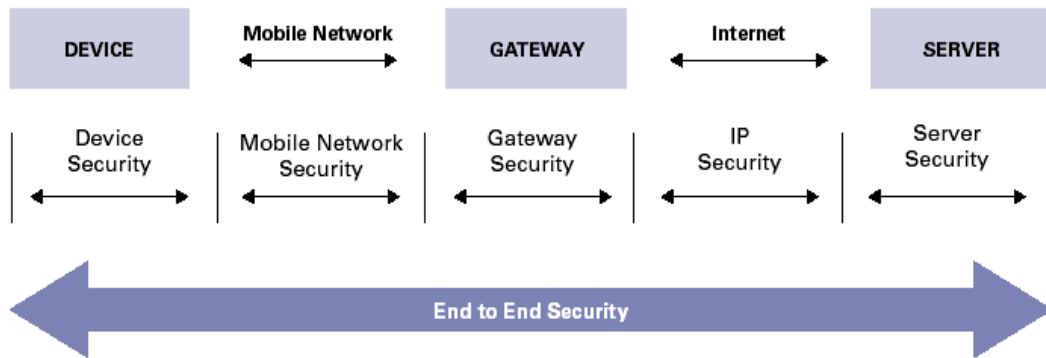 DEVICE
Mobile Network
GATEWAY
Internet
SERVER
Device
Security
Mobile Network
Security
Gateway
Security
IP
Security
Server
Security
End to End Security